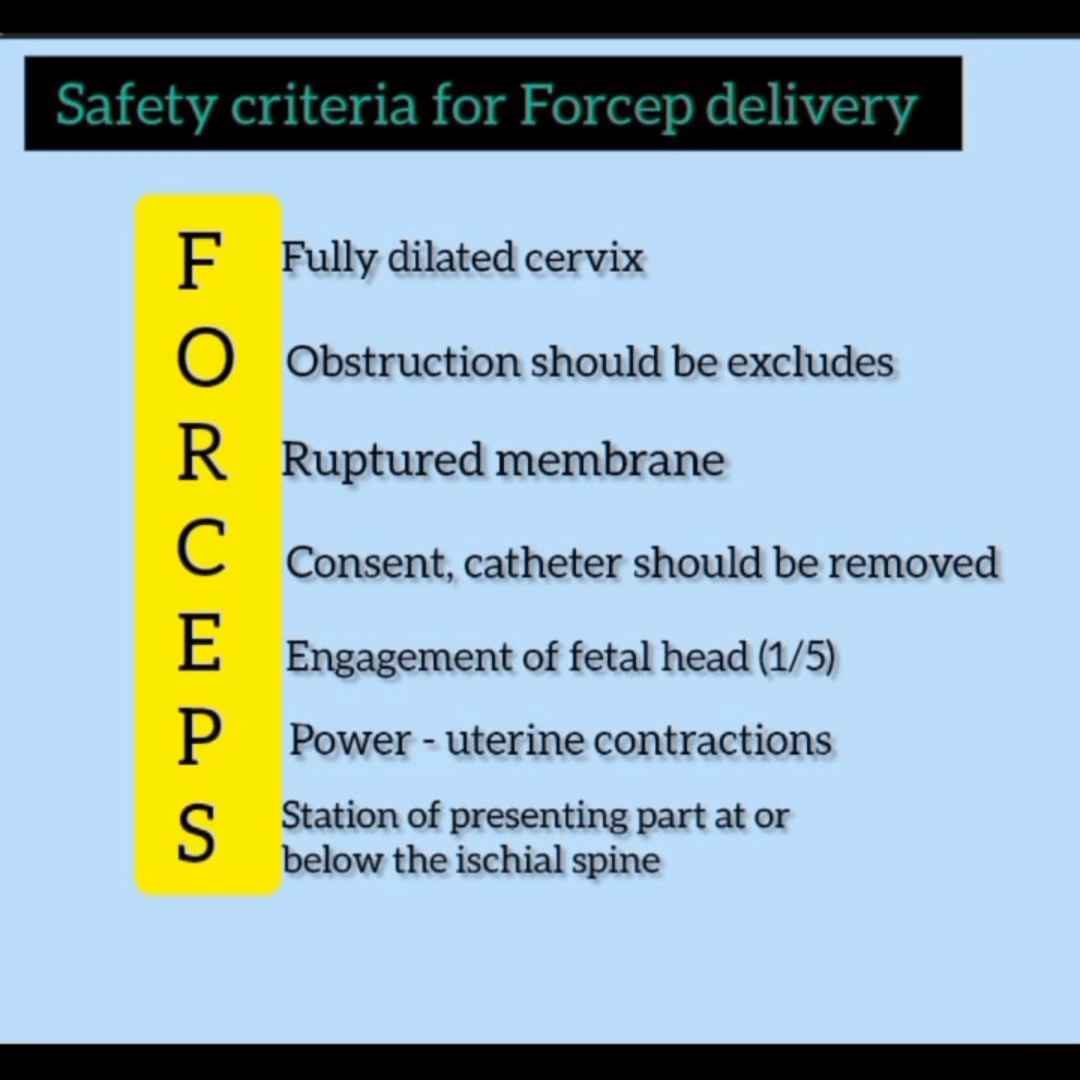 Safety criteria for Forcep delivery
F Fully dilated cervix
O Obstruction should be excludes
R Ruptured membrane
C Consent, catheter should be removed
E Engagement of fetal head (1/5)
P Power - uterine contractions
S Station of presenting part at or
below the ischial spine